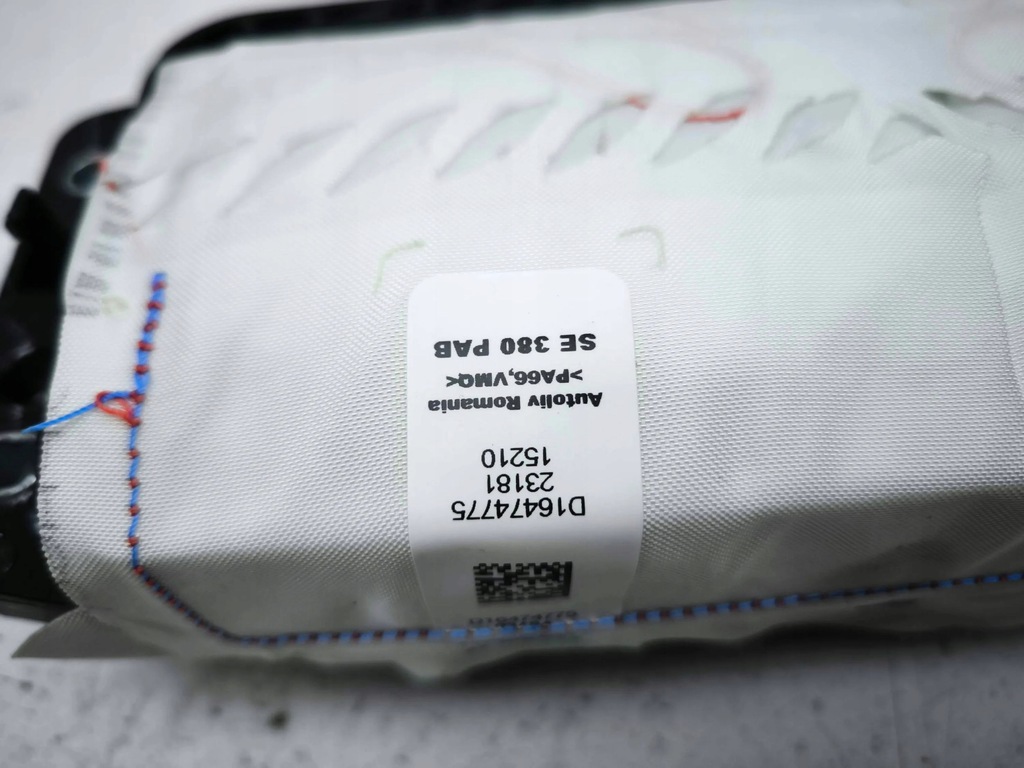 D16474775
23181
15210
Autoliv Romania
>PA66,VMQ<
SE 380 PAB